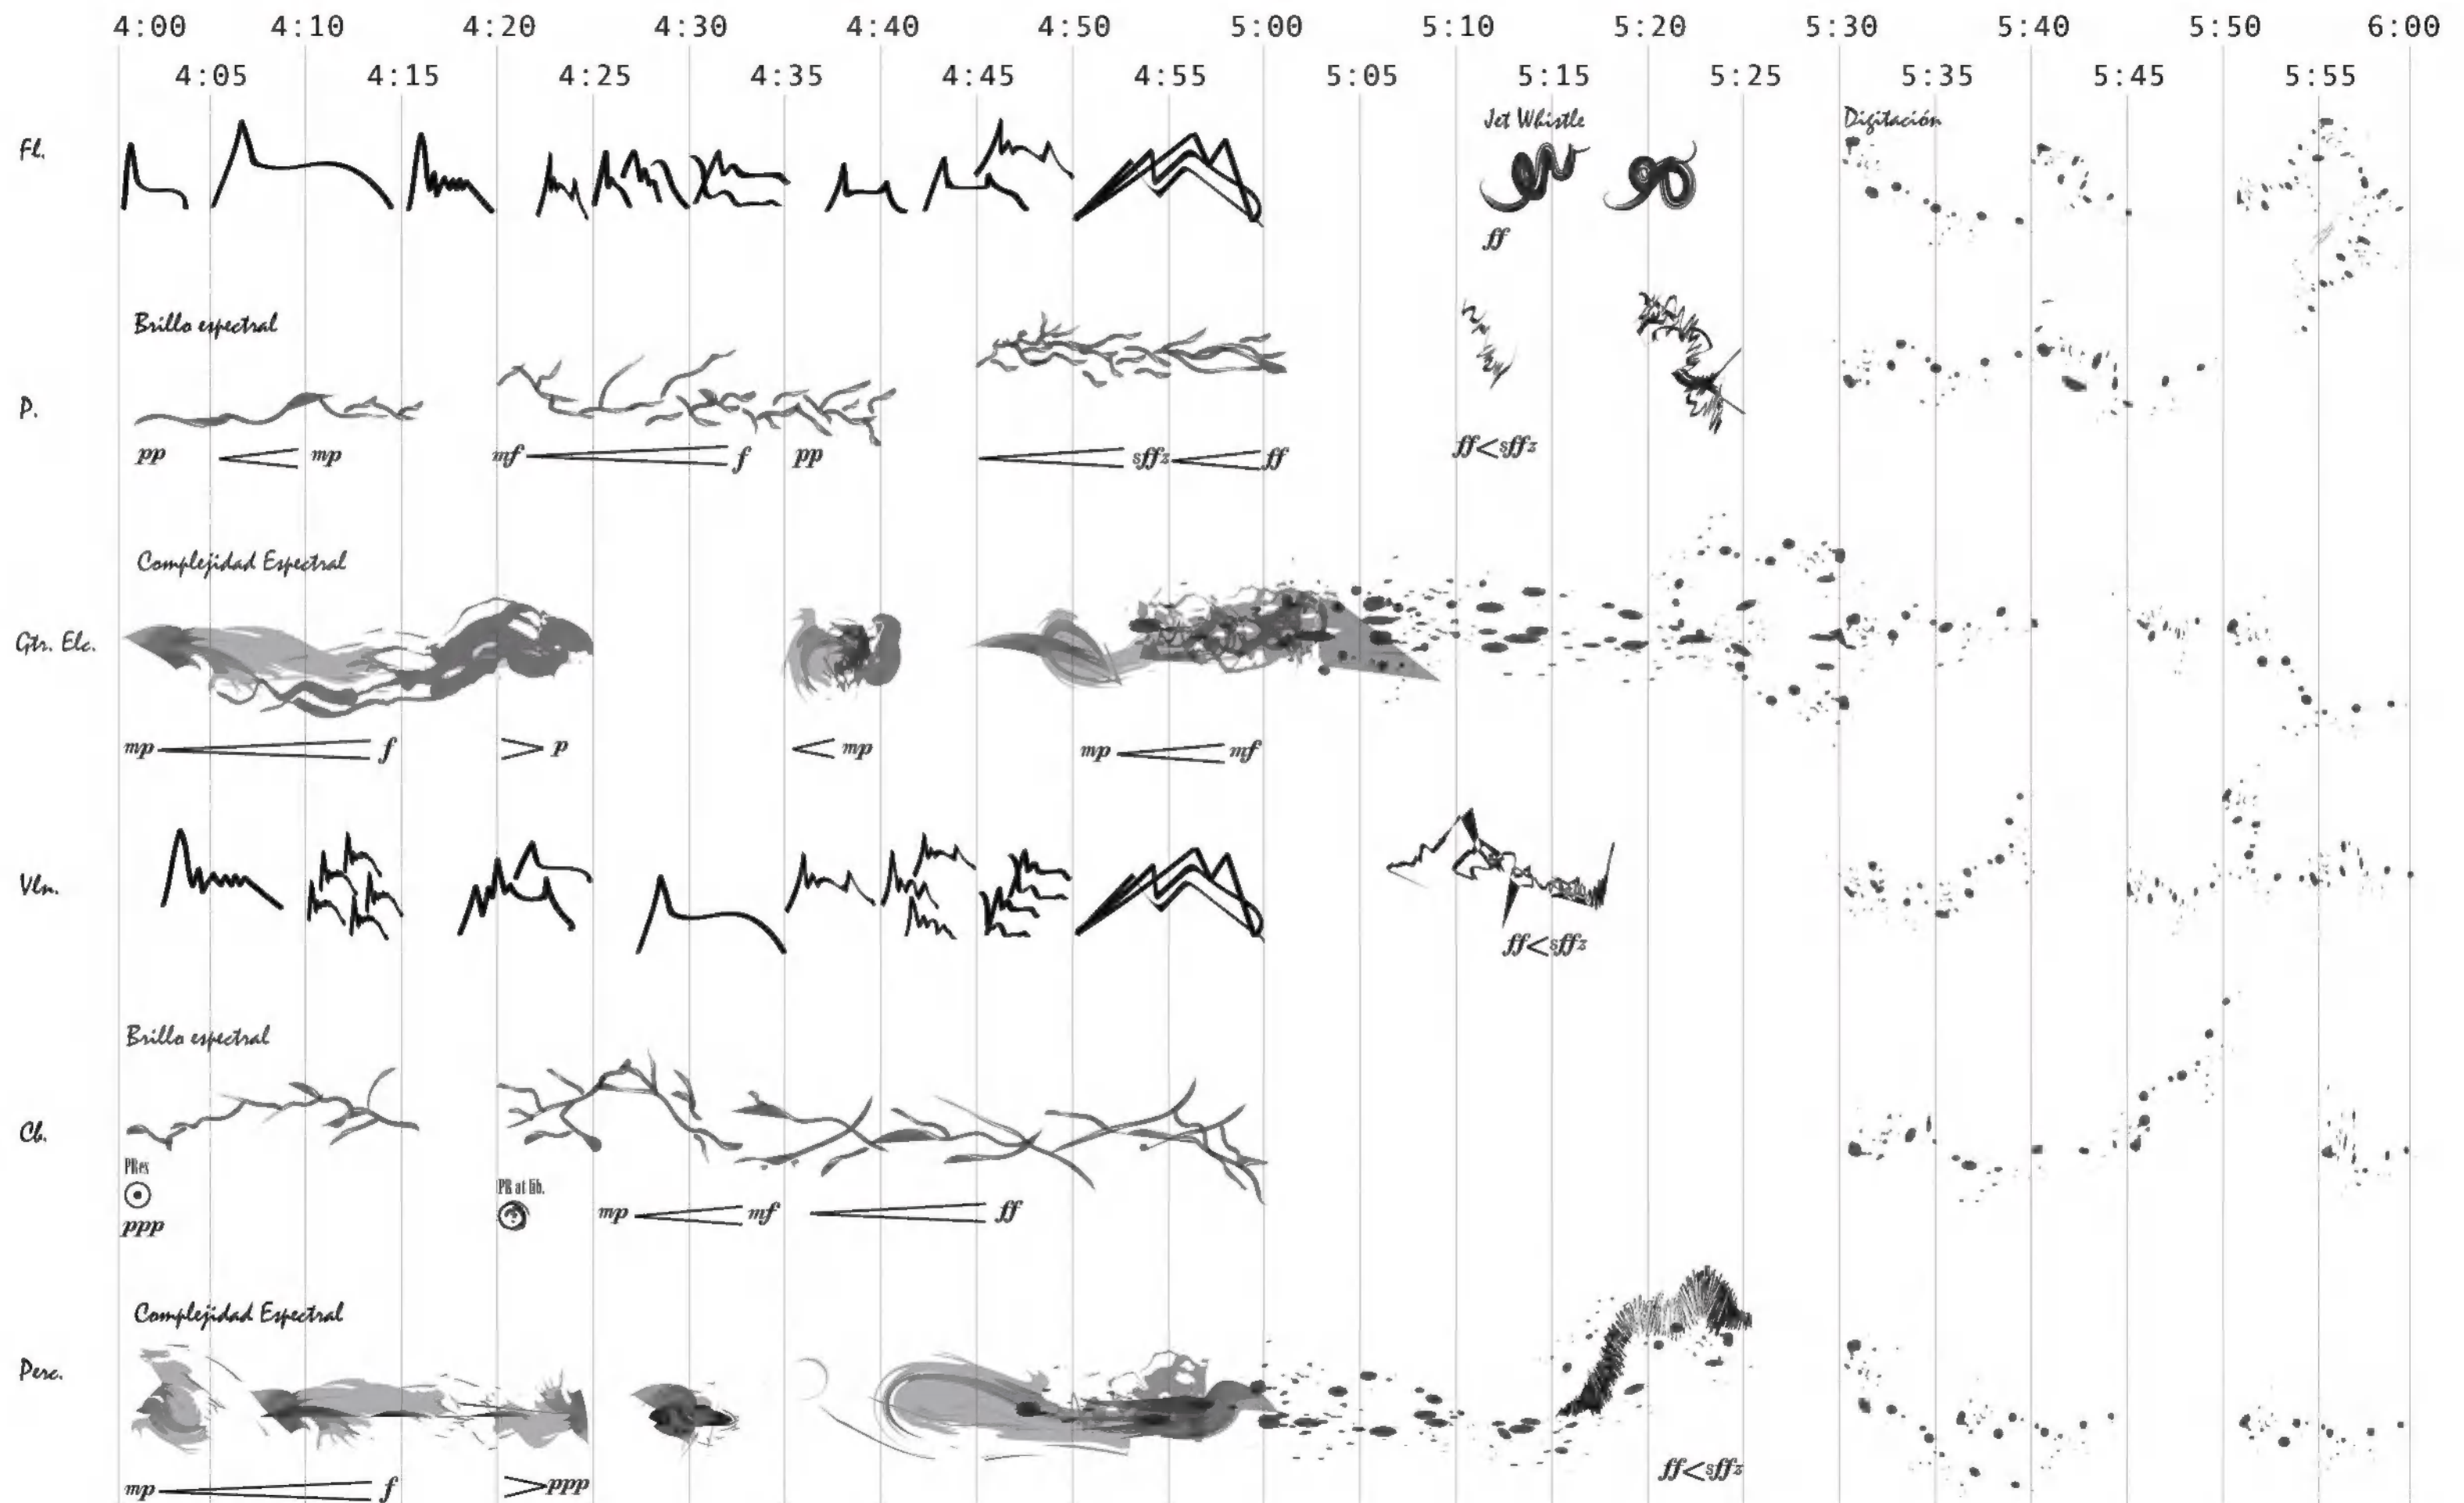 4:00 4:10 4:20 4:30 4:40 4:50 5:00 5:10 5:20 5:30 5:40 5:50 6:00
4:05 4:15 4:25 4:35 4:45 4:55 5:05 5:15 5:25 5:35 5:45 5:55
Jet Whistle Digitación
Fl.
ff
Brillo espectral
P.
pp mp mf f pp sffz ff ff<sffz
Complejidad Espectral
Gtr. Elc.
mp f p mp mp mf
Vln.
ff<sffz
Brillo espectral
Cb.
PRes
PR at lib.
ppp mp mf ff
Complejidad Espectral
Perc.
ff<sffz
mp f ppp